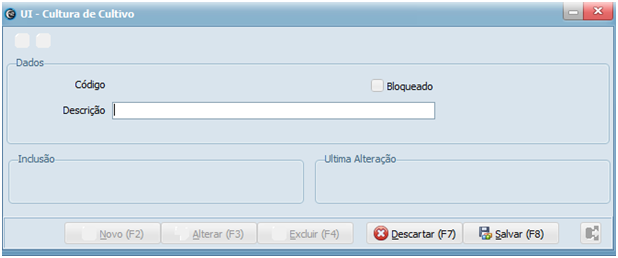 UI - Cultura de Cultivo
Dados
Código
Bloqueado
Descrição
Inclusão
Ultima Alteração
Novo (F2)
Alterar (F3)
Excluir (F4)
Descartar (F7)
Salvar (F8)